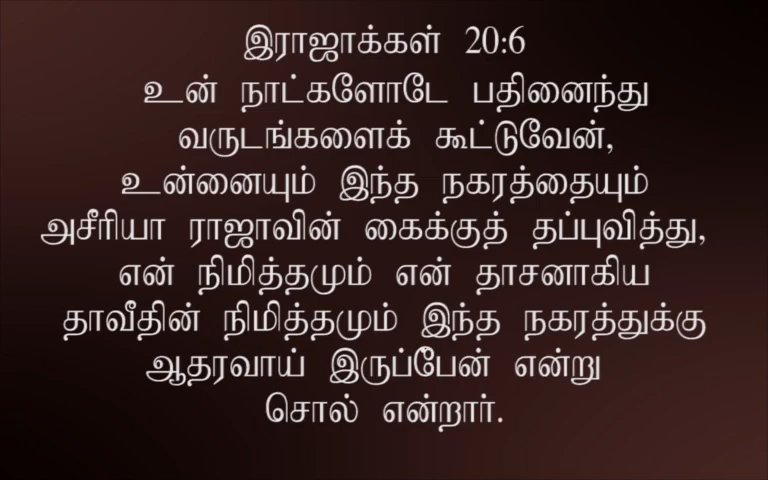 இராஜாக்கள் 20:6
உன் நாட்களோடே பதினைந்து
வருடங்களைக் கூட்டுவேன்,
உன்னையும் இந்த நகரத்தையும்
அசீரியா ராஜாவின் கைக்குத் தப்புவித்து,
என் நிமித்தமும் என் தாசனாகிய
தாவீதின் நிமித்தமும் இந்த நகரத்துக்கு
ஆதரவாய் இருப்பேன் என்று
சொல் என்றார்.